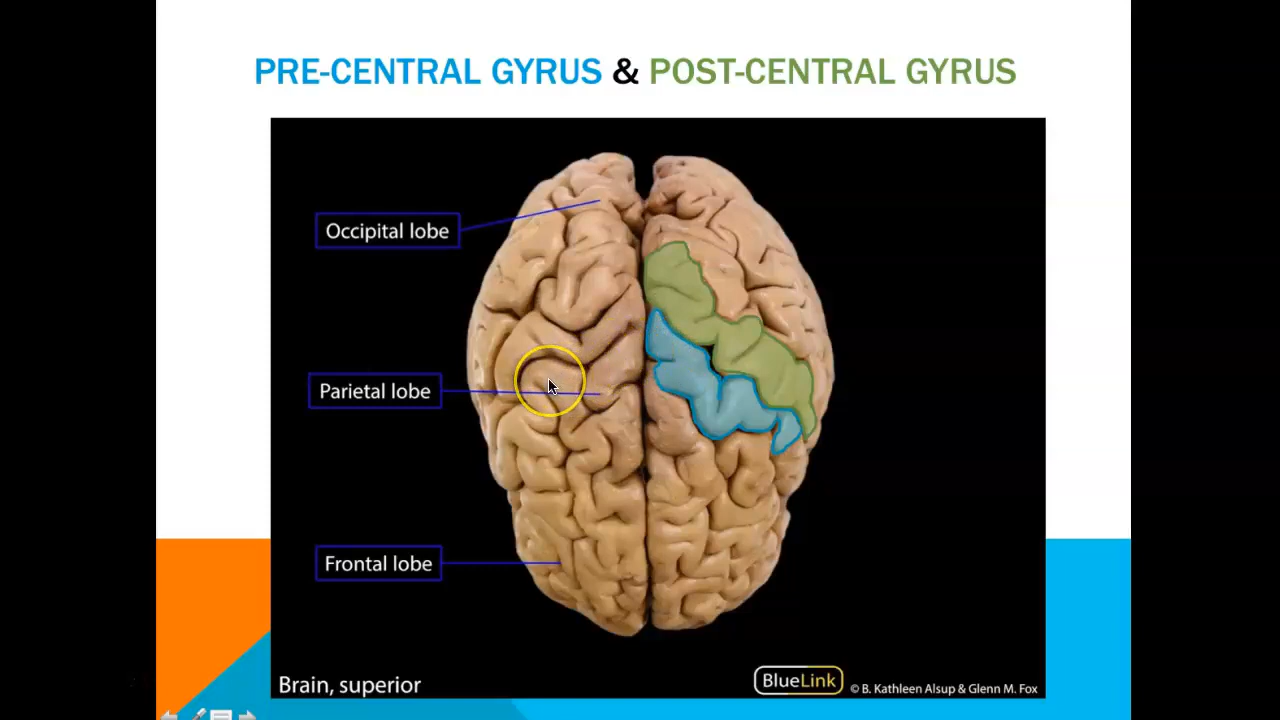 PRE-CENTRAL GYRUS & POST-CENTRAL GYRUS
Occipital lobe
Parietal lobe
Frontal lobe
Brain, superior
BlueLink
© B. Kathleen Alsup & Glenn M. Fox